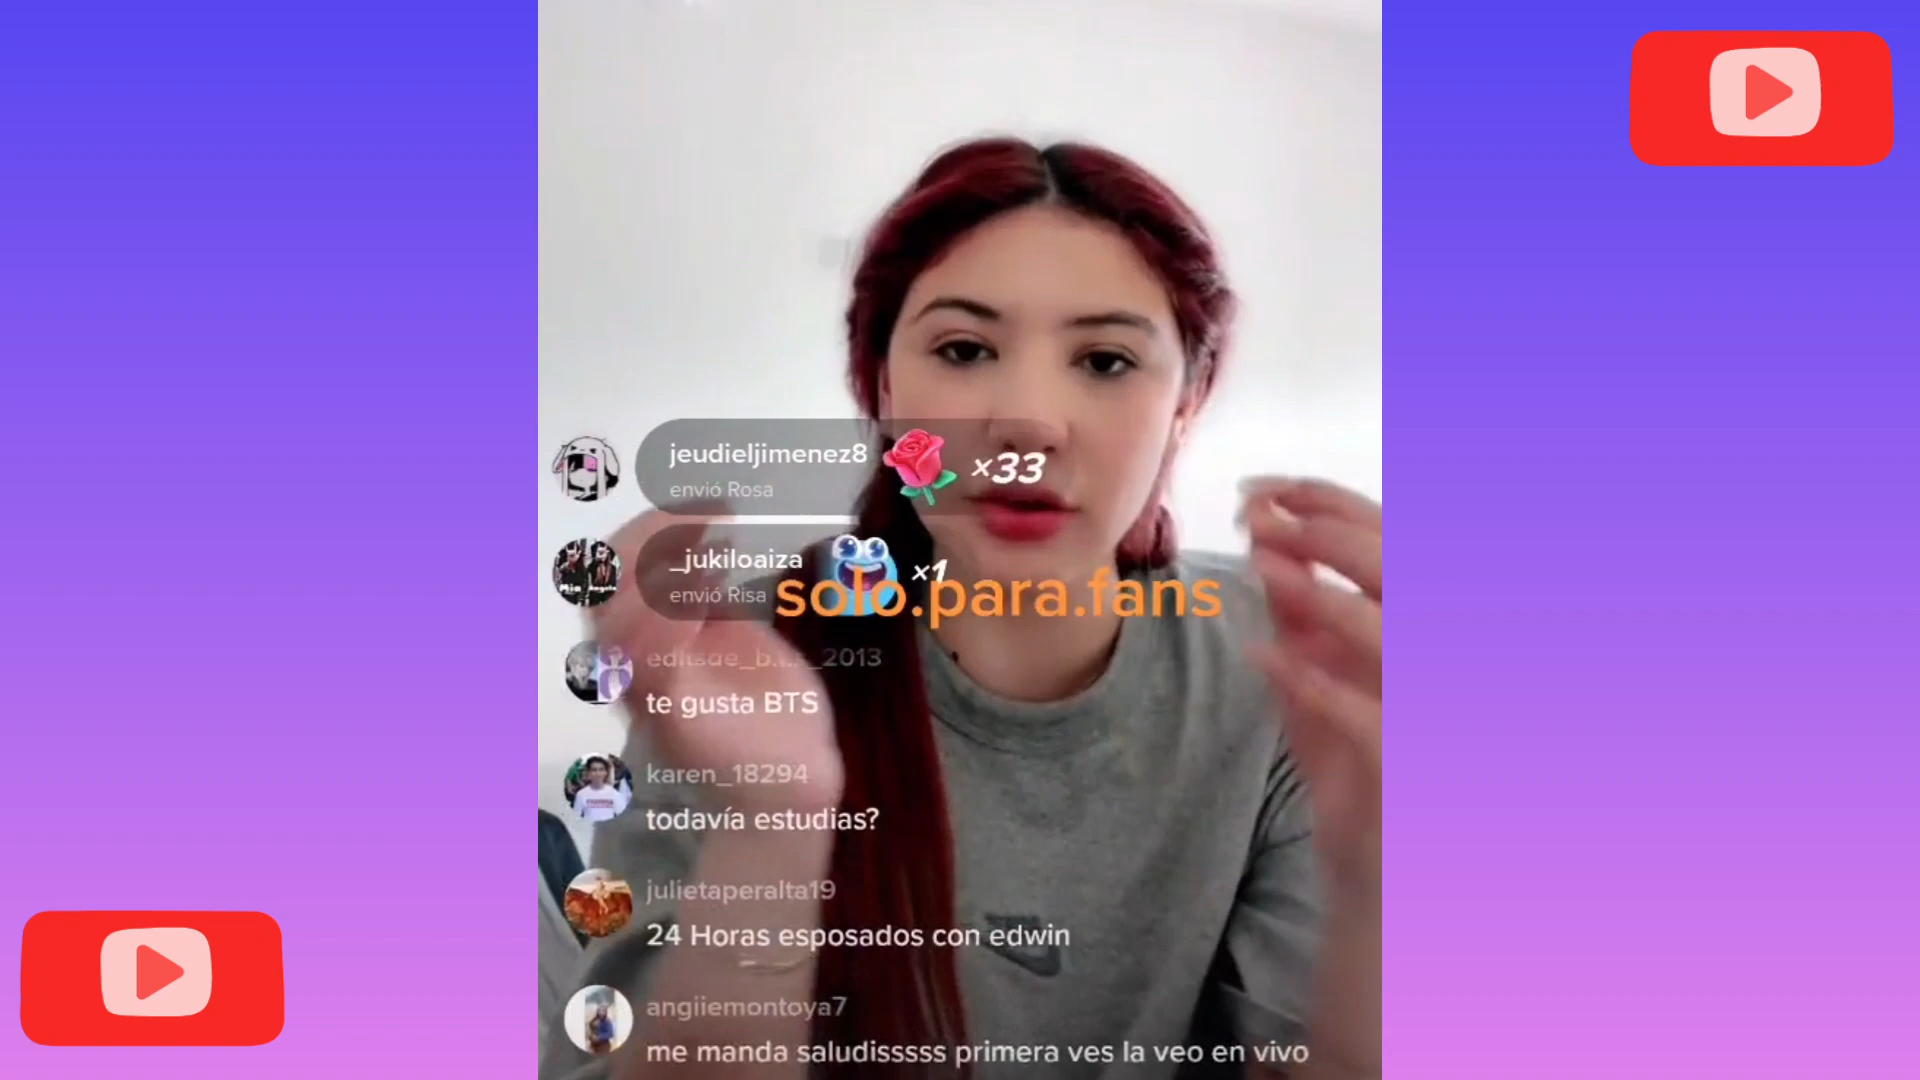 jeudieljimenez8
envió Rosa
×33
_jukiloaiza
envió Risa
×1
solo.para.fans
te gusta BTS
karen_18294
todavía estudias?
julietaperalta19
24 Horas esposados con edwin
angiiemontoya7
me manda saludisssss primera ves la veo en vivo